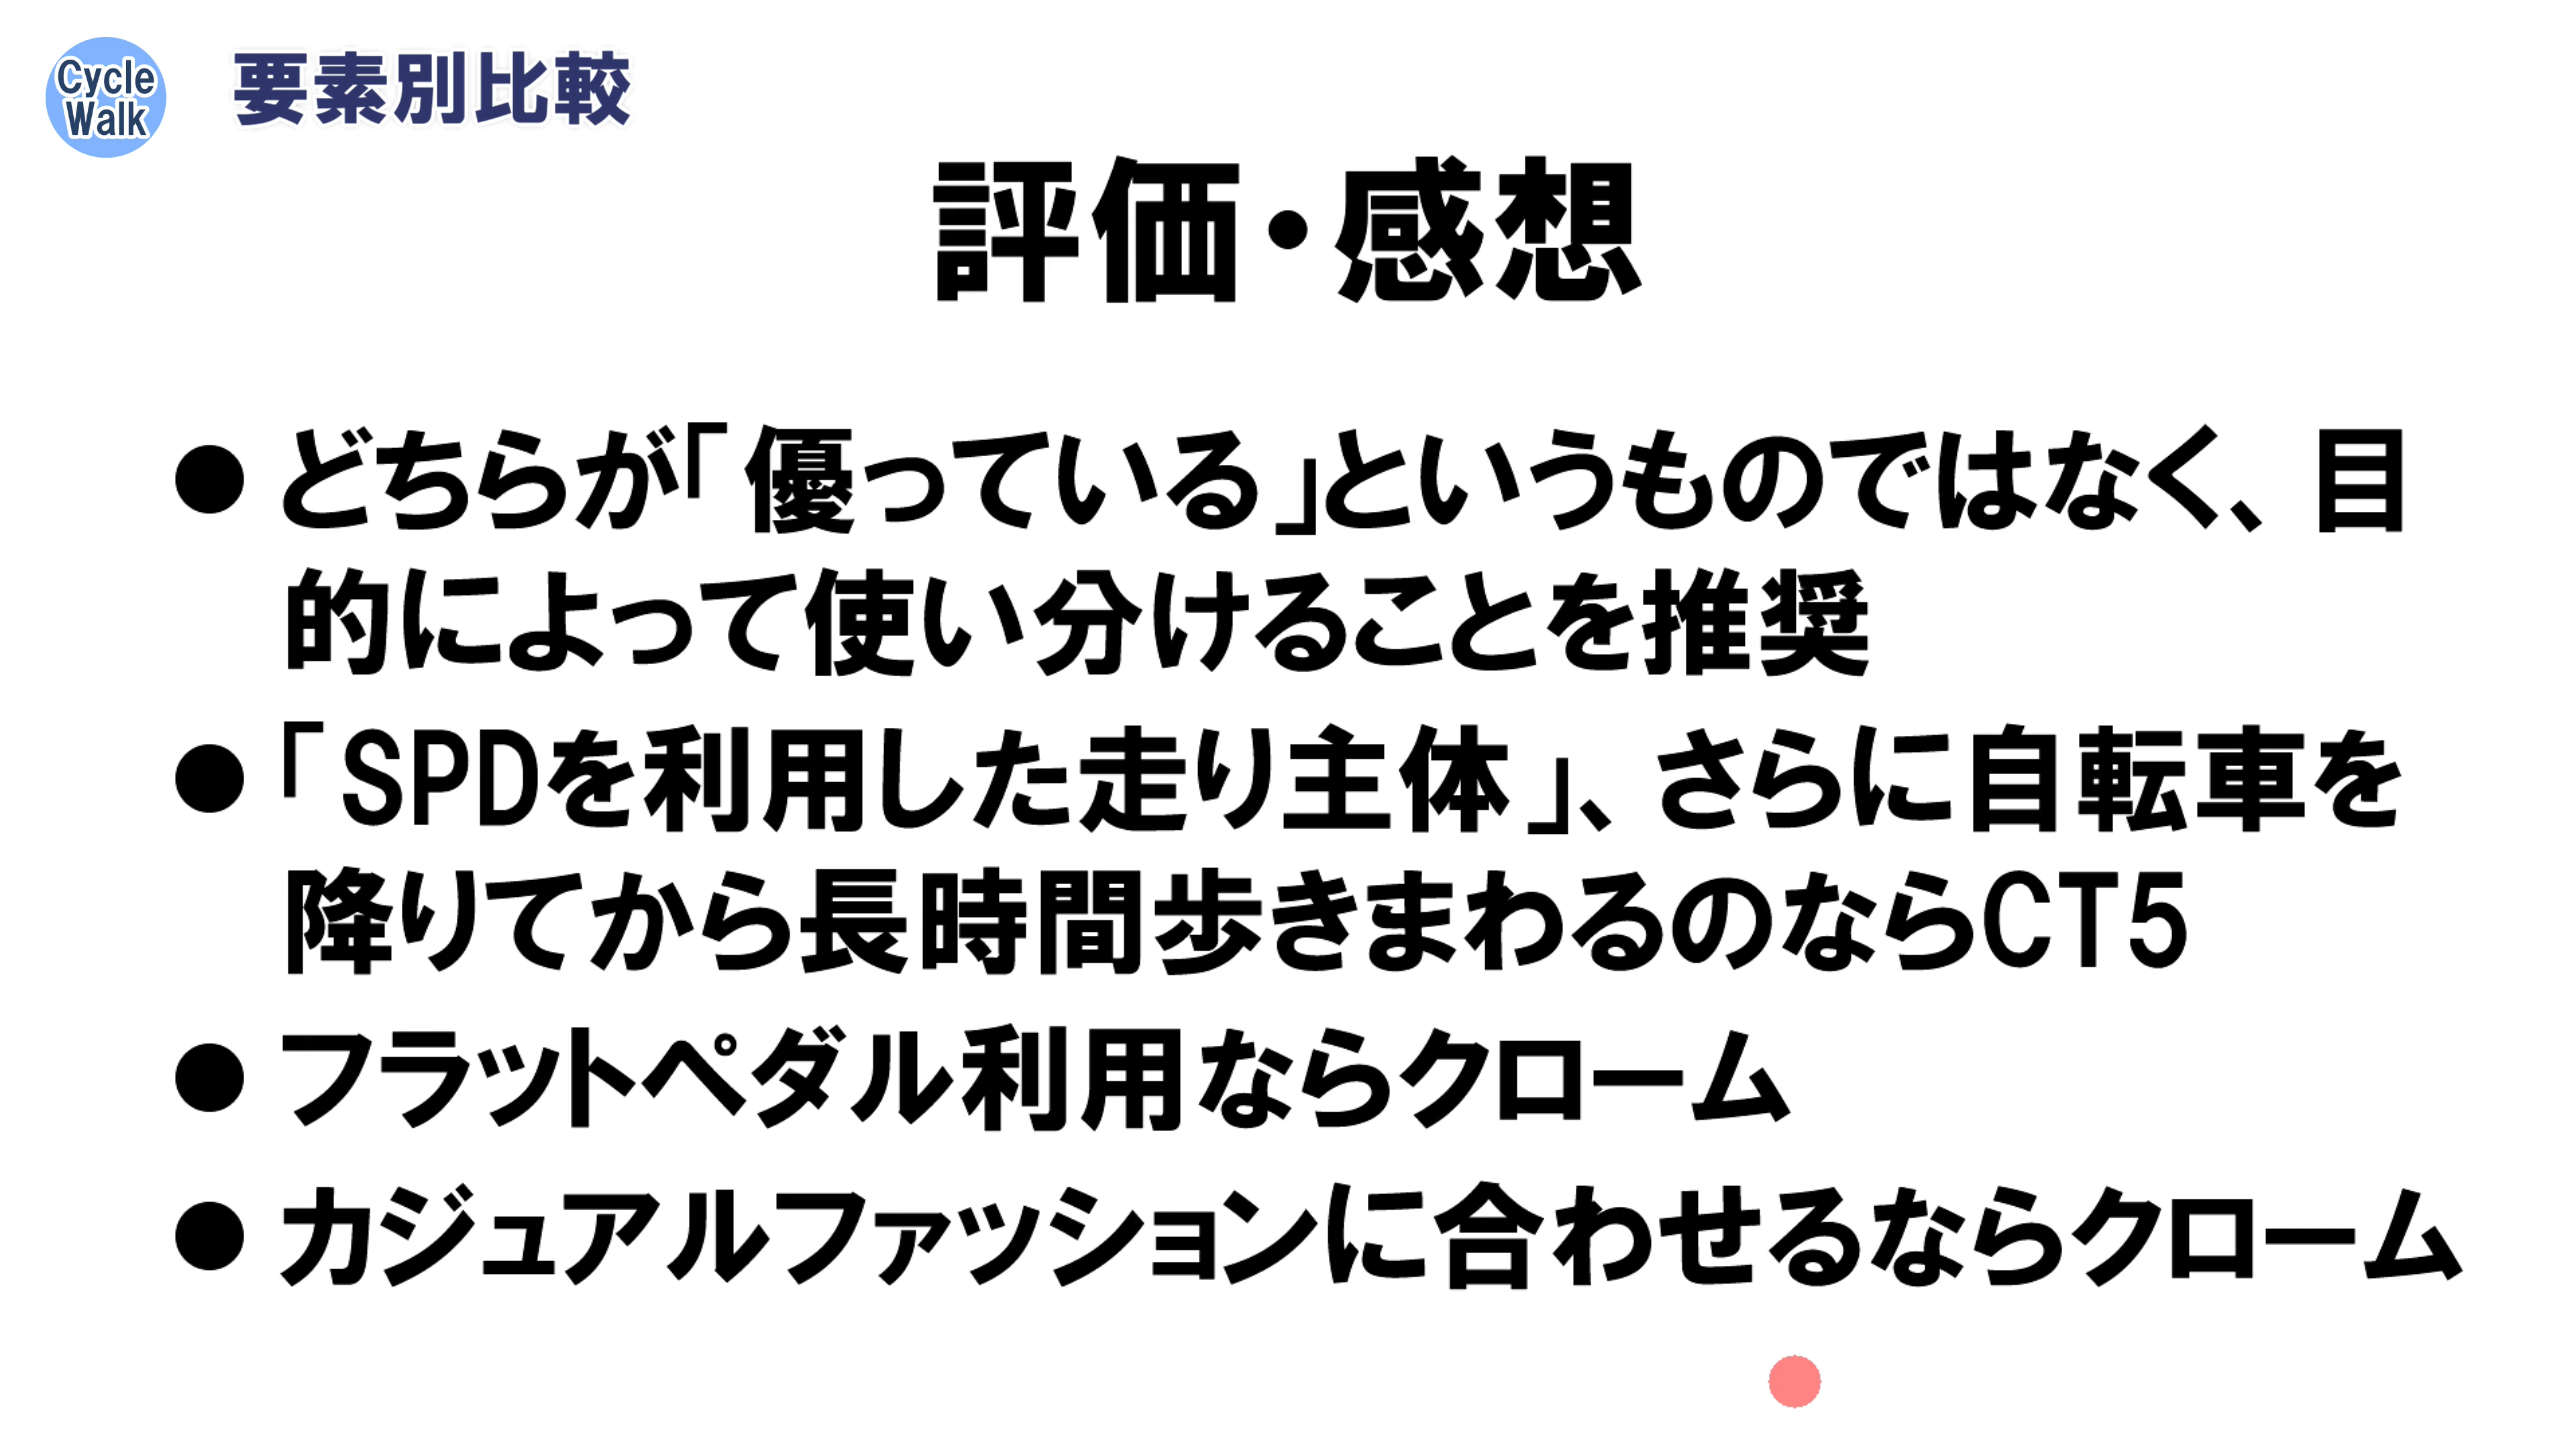 Cycle
Walk
要素別比較
評価・感想
● どちらが「優っている」というものではなく、目
的によって使い分けることを推奨
● 「SPDを利用した走り主体」、さらに自転車を
降りてから長時間歩きまわるのならCT5
● フラットペダル利用ならクローム
● カジュアルファッションに合わせるならクローム